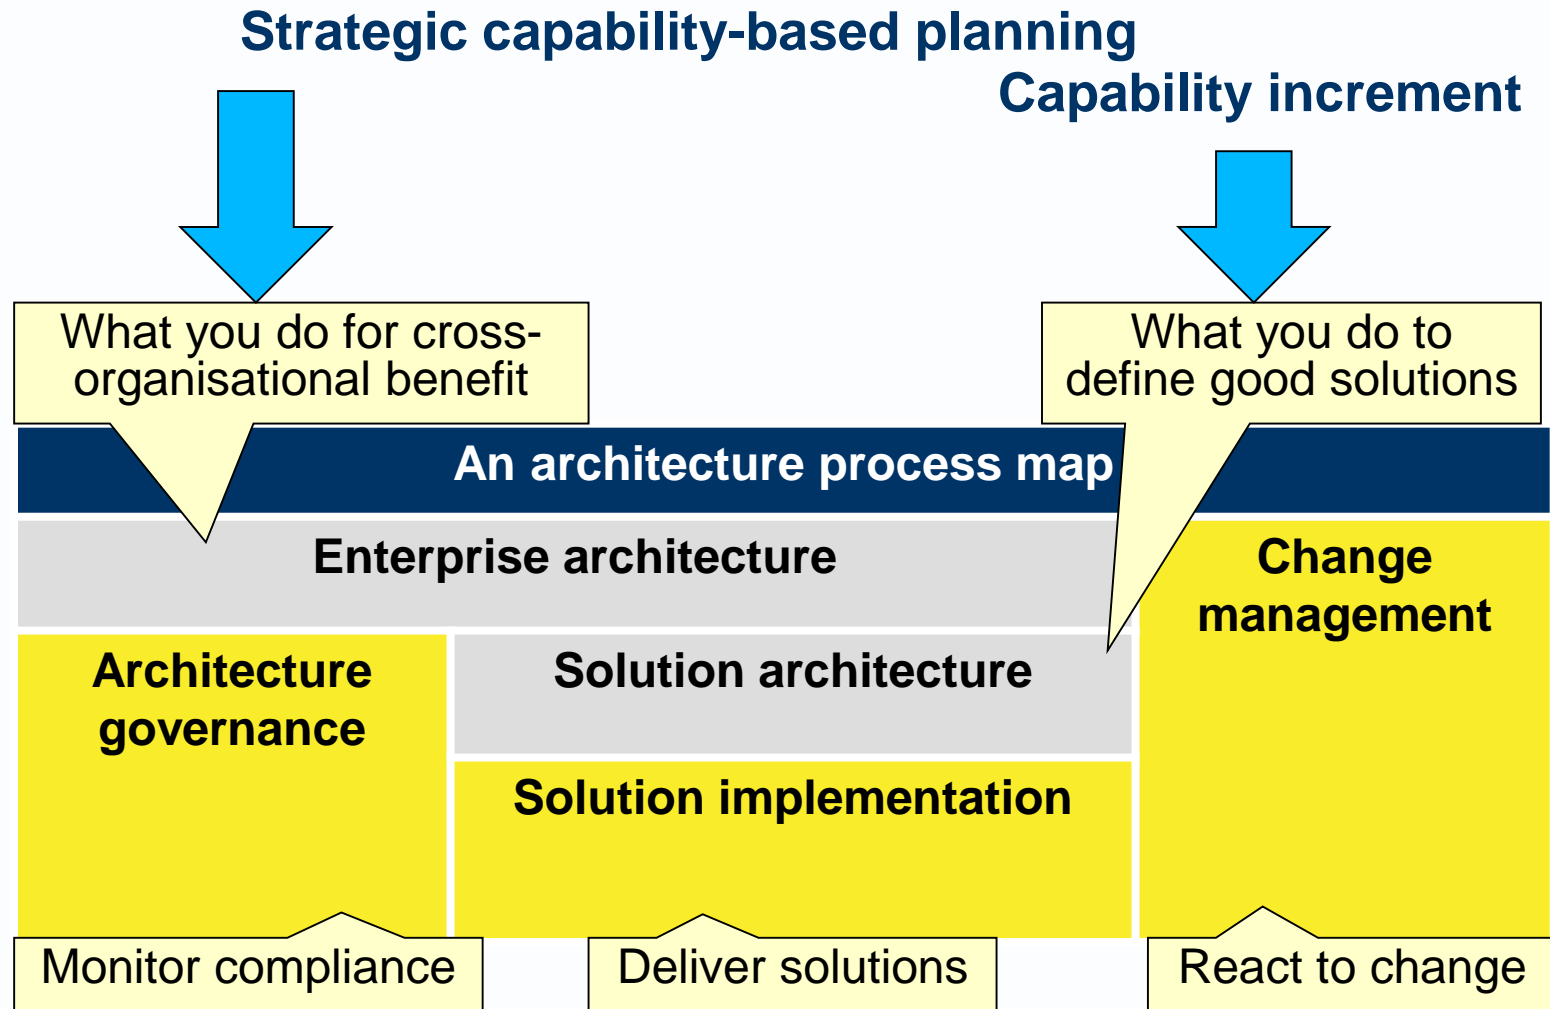 Strategic capability-based planning
Capability increment
What you do for cross-
organisational benefit
What you do to
define good solutions
An architecture process map
Enterprise architecture
Change
management
Architecture
governance
Solution architecture
Solution implementation
Monitor compliance
Deliver solutions
React to change